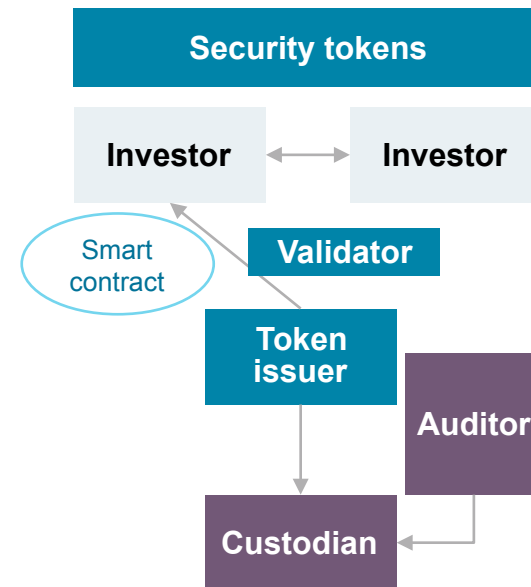 Security tokens
Investor
Investor
Smart
contract
Validator
Token
issuer
Auditor
Custodian